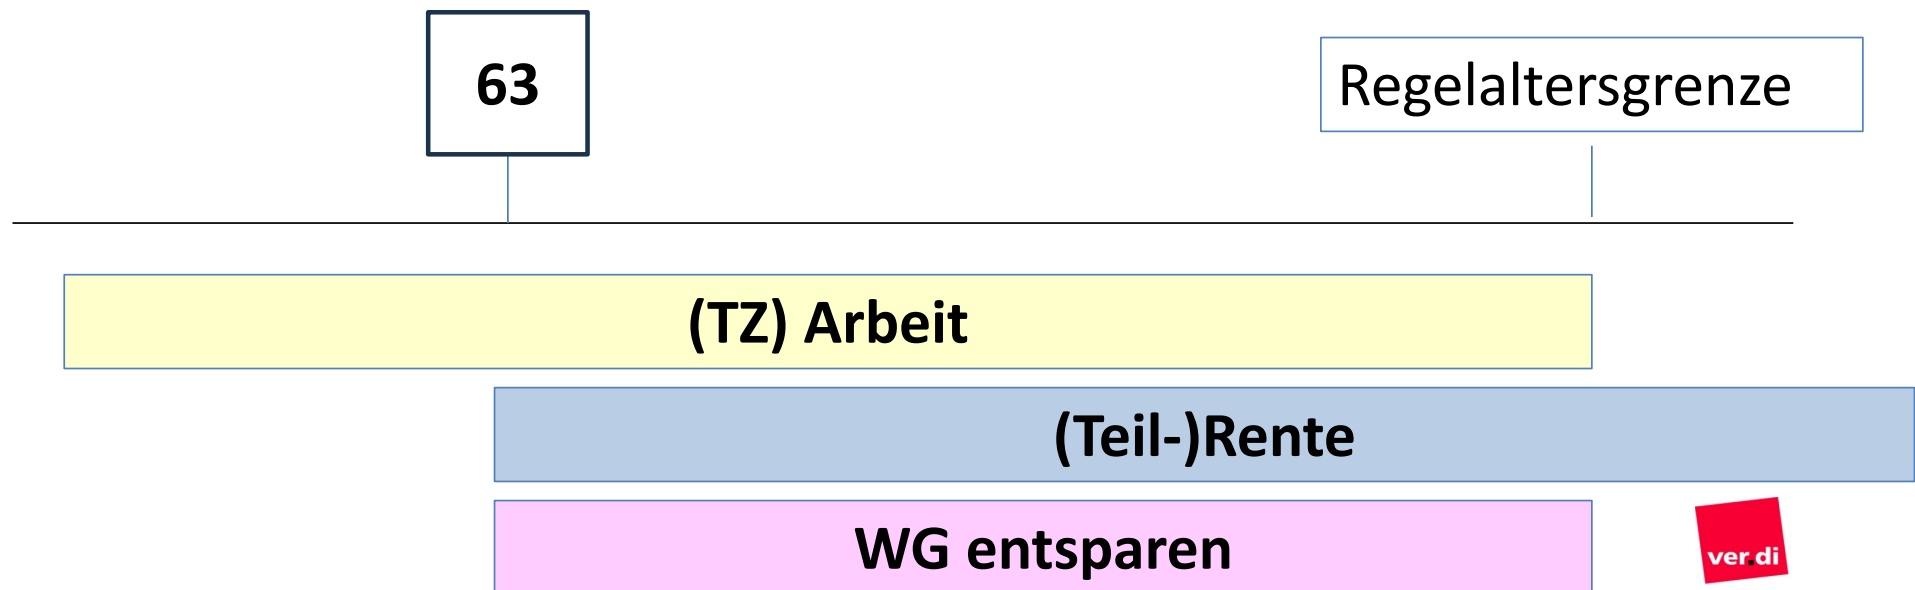 63
Regelaltersgrenze
(TZ) Arbeit
(Teil-)Rente
WG entsparen
ver.di